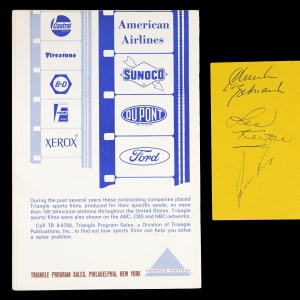 Castrol
American
Airlines
Firestone
SUNOCO
B-D
DU PONT
XEROX
Ford
During the past several years these outstanding companies placed
Triangle sports films, produced for their specific needs, on more
than 150 television stations throughout the United States. Triangle
sports films were also shown on the ABC, CBS and NBC networks.
Call TR 8-9700, Triangle Program Sales, a Division of Triangle
Publications, Inc., to find out how sports films can help you solve
a sales problem.
TRIANGLE PROGRAM SALES, PHILADELPHIA, NEW YORK
Chuck